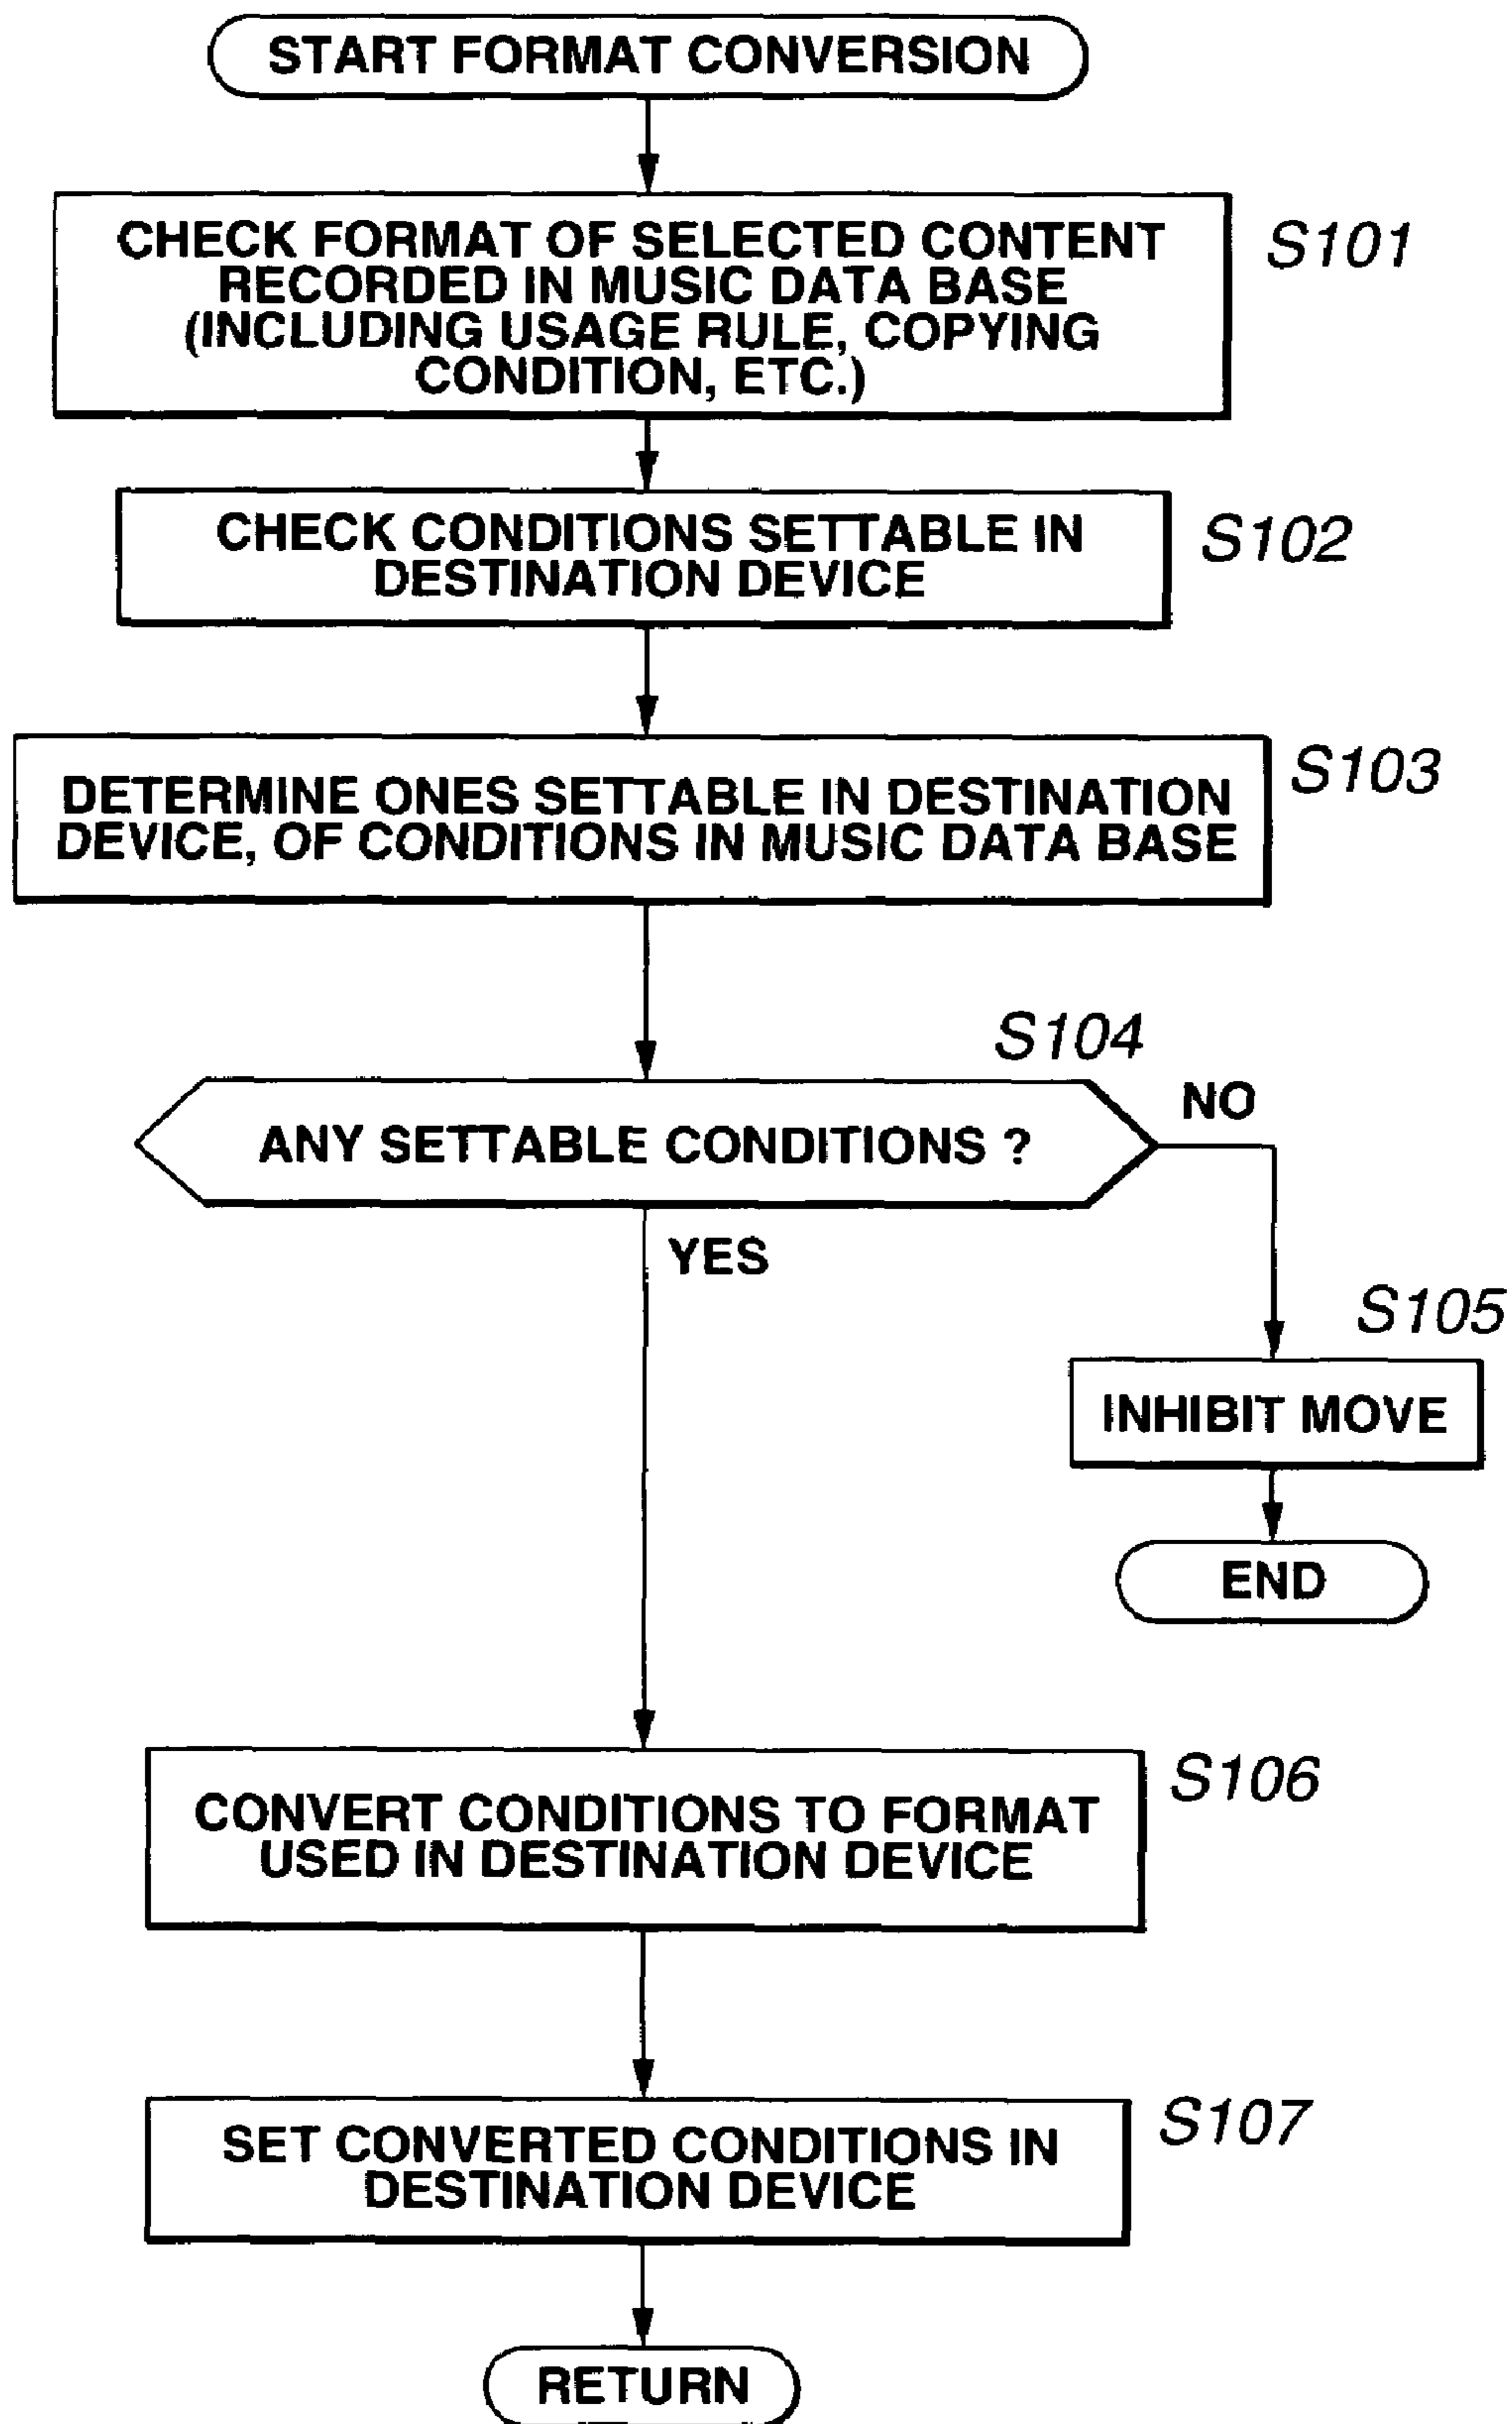 START FORMAT CONVERSION
CHECK FORMAT OF SELECTED CONTENT
RECORDED IN MUSIC DATA BASE
(INCLUDING USAGE RULE, COPYING
CONDITION, ETC.)
S101
CHECK CONDITIONS SETTABLE IN
DESTINATION DEVICE
S102
DETERMINE ONES SETTABLE IN DESTINATION
DEVICE, OF CONDITIONS IN MUSIC DATA BASE
S103
S104
ANY SETTABLE CONDITIONS ?
NO
YES
S105
INHIBIT MOVE
END
CONVERT CONDITIONS TO FORMAT
USED IN DESTINATION DEVICE
S106
SET CONVERTED CONDITIONS IN
DESTINATION DEVICE
S107
RETURN